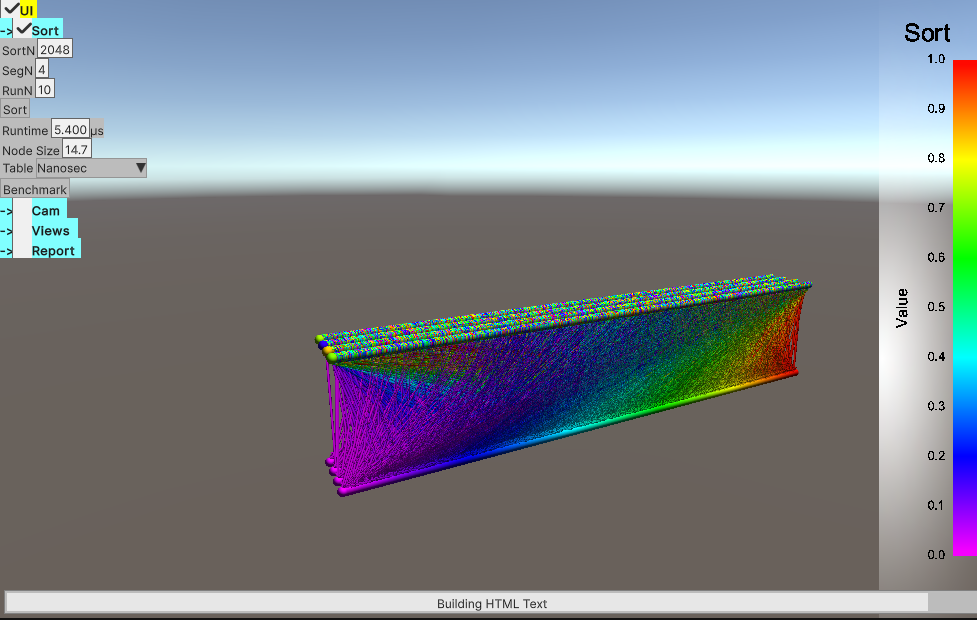 UI
-> Sort
SortN 2048
SegN 4
RunN 10
Sort
Runtime 5.400 µs
Node Size 14.7
Table Nanosec
Benchmark
-> Cam
-> Views
-> Report
Sort
1.0
0.9
0.8
0.7
0.6
0.5
0.4
0.3
0.2
0.1
0.0
Value
Building HTML Text